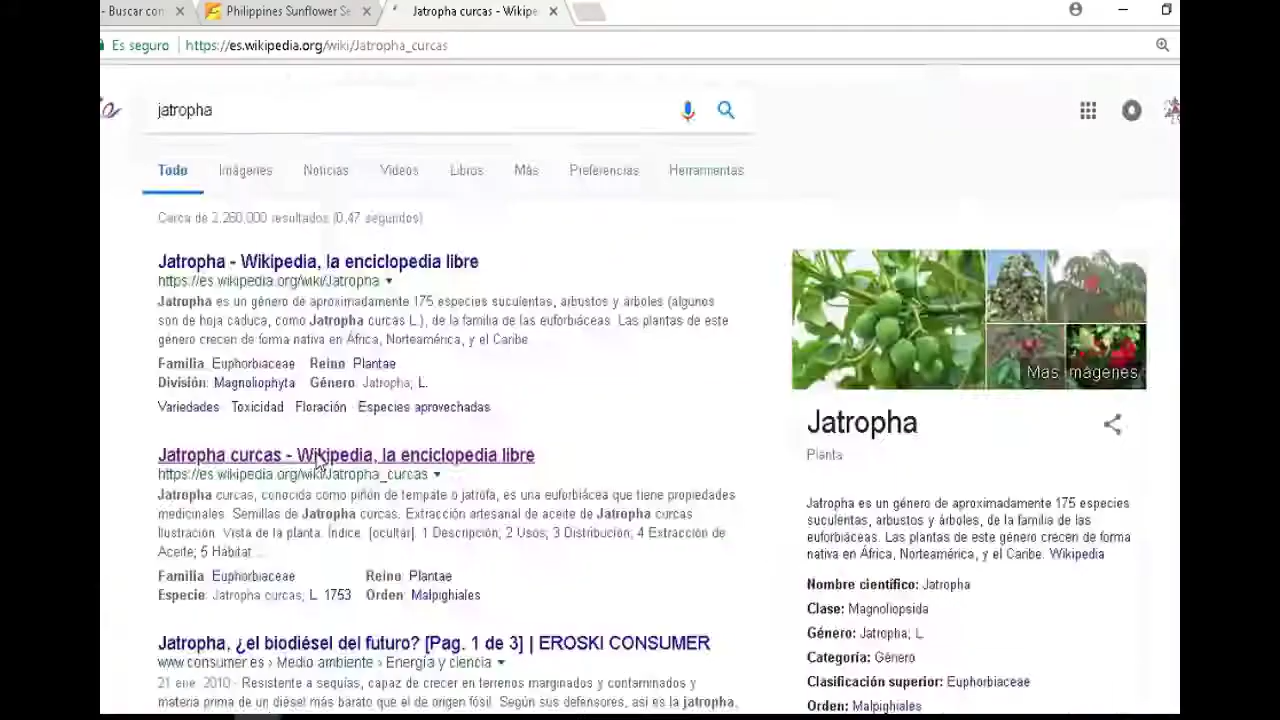 - Buscar con
Philippines Sunflower Se
Jatropha curcas - Wikipe
Es seguro
https://es.wikipedia.org/wiki/Jatropha_curcas
jatropha
Todo
Imágenes
Noticias
Vídeos
Libros
Más
Preferencias
Herramientas
Cerca de 2.260.000 resultados (0,47 segundos)
Jatropha - Wikipedia, la enciclopedia libre
https://es.wikipedia.org/wiki/Jatropha
Jatropha es un género de aproximadamente 175 especies suculentas, arbustos y árboles (algunos
son de hoja caduca, como Jatropha curcas L.), de la familia de las euforbiáceas. Las plantas de este
género crecen de forma nativa en África, Norteamérica, y el Caribe.
Familia: Euphorbiaceae Reino: Plantae
División: Magnoliophyta Género: Jatropha; L.
Variedades Toxicidad Floración Especies aprovechadas
Jatropha curcas - Wikipedia, la enciclopedia libre
https://es.wikipedia.org/wiki/Jatropha_curcas
Jatropha curcas, conocida como piñón de tempate o jatrofa, es una euforbiácea que tiene propiedades
medicinales. Semillas de Jatropha curcas. Extracción artesanal de aceite de Jatropha curcas.
Ilustración. Vista de la planta. Índice. [ocultar]. 1 Descripción; 2 Usos; 3 Distribución; 4 Extracción de
Aceite; 5 Hábitat ...
Familia: Euphorbiaceae Reino: Plantae
Especie: Jatropha curcas; L. 1753 Orden: Malpighiales
Jatropha, ¿el biodiésel del futuro? [Pag. 1 de 3] | EROSKI CONSUMER
www.consumer.es › Medio ambiente › Energía y ciencia
21 ene. 2010 - Resistente a sequías, capaz de crecer en terrenos marginados y contaminados y
materia prima de un diésel más barato que el de origen fósil. Según sus defensores, así es la jatropha,
Más imágenes
Jatropha
Planta
Jatropha es un género de aproximadamente 175 especies
suculentas, arbustos y árboles, de la familia de las
euforbiáceas. Las plantas de este género crecen de forma
nativa en África, Norteamérica, y el Caribe. Wikipedia
Nombre científico: Jatropha
Clase: Magnoliopsida
Género: Jatropha; L
Categoría: Género
Clasificación superior: Euphorbiaceae
Orden: Malpighiales